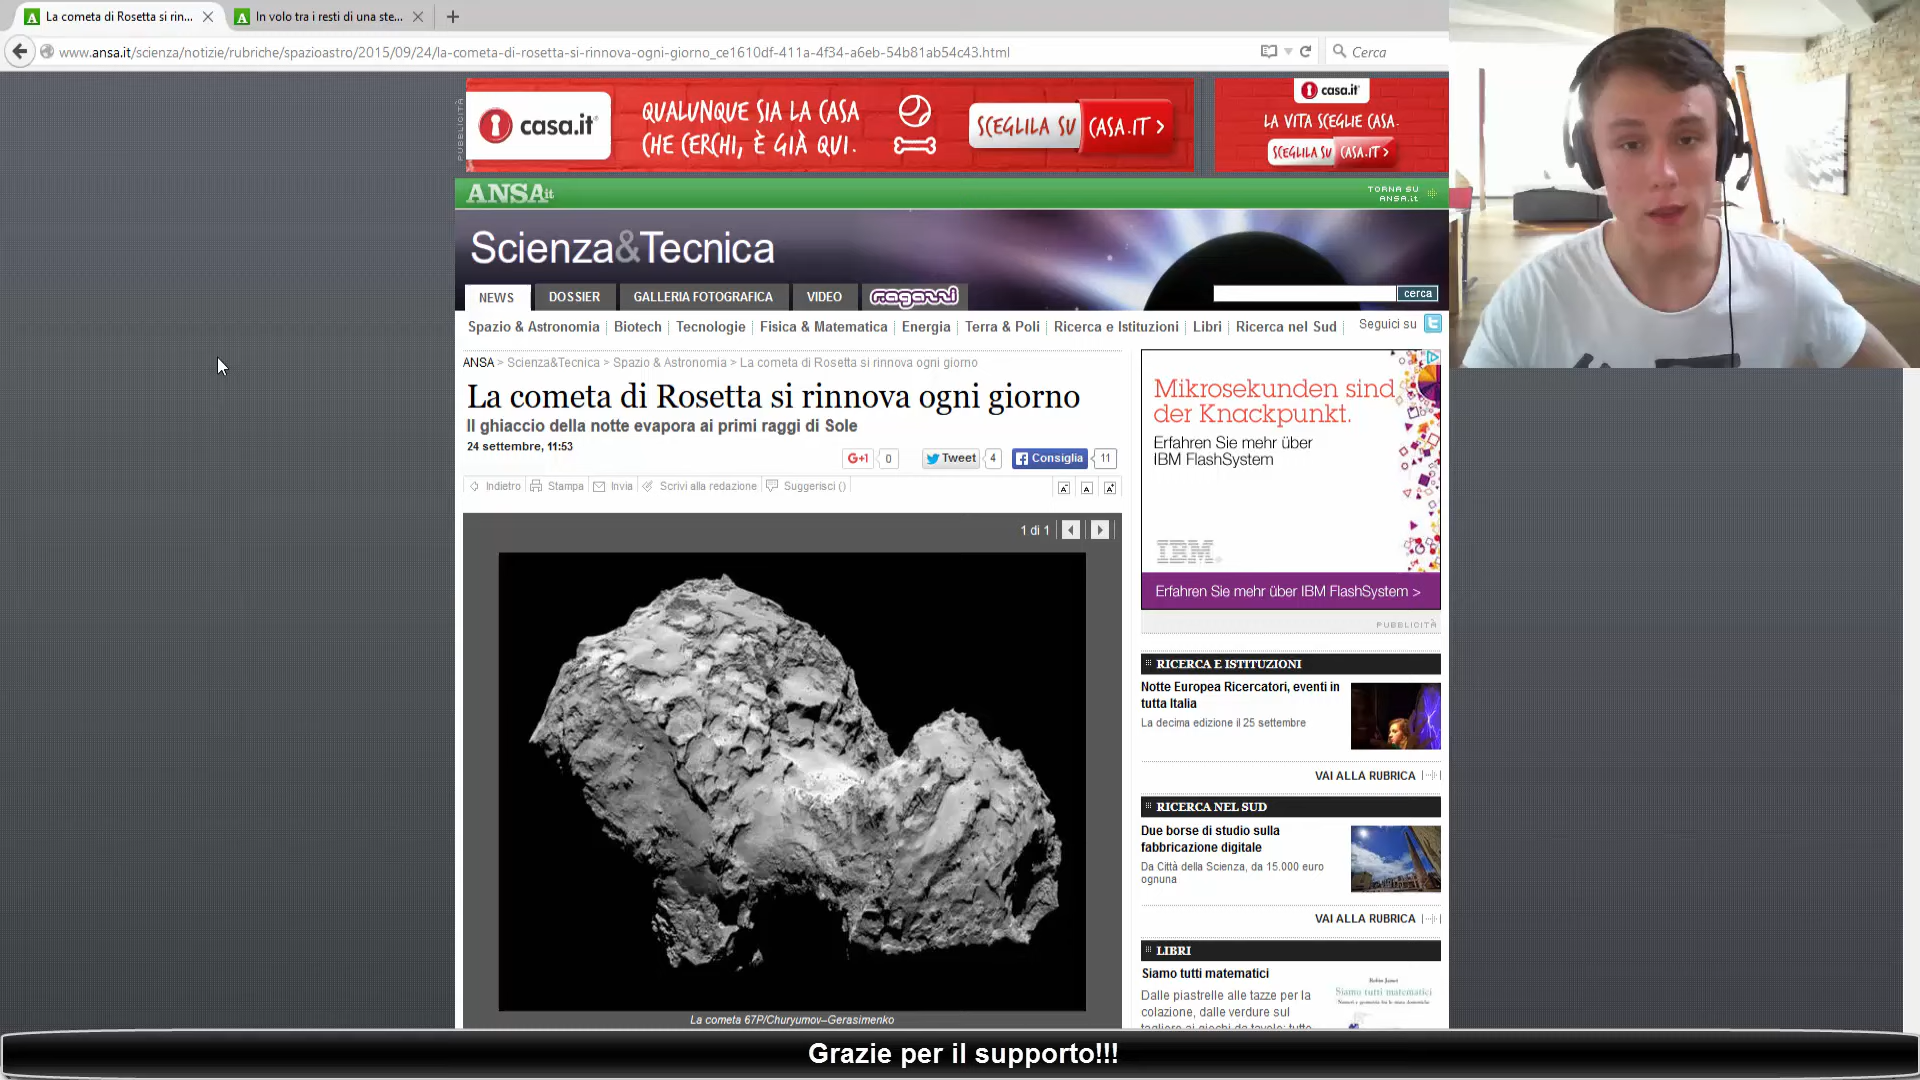 La cometa di Rosetta si rin...
In volo tra i resti di una ste...
www.ansa.it/scienza/notizie/rubriche/spazioastro/2015/09/24/la-cometa-di-rosetta-si-rinnova-ogni-giorno_ce1610df-411a-4f34-a6eb-54b81ab54c43.html
Cerca
PUBBLICITÀ
casa.it
QUALUNQUE SIA LA CASA
CHE CERCHI, È GIÀ QUI.
SCEGLILA SU CASA.IT >
casa.it
LA VITA SCEGLIE CASA.
SCEGLILA SU CASA.IT >
ANSA.it
TORNA SU
ANSA.it
Scienza&Tecnica
NEWS
DOSSIER
GALLERIA FOTOGRAFICA
VIDEO
ragazzi
cerca
Spazio & Astronomia
Biotech
Tecnologie
Fisica & Matematica
Energia
Terra & Poli
Ricerca e Istituzioni
Libri
Ricerca nel Sud
Seguici su
ANSA > Scienza&Tecnica > Spazio & Astronomia > La cometa di Rosetta si rinnova ogni giorno
La cometa di Rosetta si rinnova ogni giorno
Il ghiaccio della notte evapora ai primi raggi di Sole
24 settembre, 11:53
G+1 0
Tweet 4
Consiglia 11
Indietro
Stampa
Invia
Scrivi alla redazione
Suggerisci ()
1 di 1
La cometa 67P/Churyumov–Gerasimenko
Mikrosekunden sind
der Knackpunkt.
Erfahren Sie mehr über
IBM FlashSystem
IBM
Erfahren Sie mehr über IBM FlashSystem >
PUBBLICITÀ
RICERCA E ISTITUZIONI
Notte Europea Ricercatori, eventi in
tutta Italia
La decima edizione il 25 settembre
VAI ALLA RUBRICA
RICERCA NEL SUD
Due borse di studio sulla
fabbricazione digitale
Da Città della Scienza, da 15.000 euro
ognuna
VAI ALLA RUBRICA
LIBRI
Siamo tutti matematici
Dalle piastrelle alle tazze per la
colazione, dalle verdure sul
tagliere ai giochi da tavolo: tutto
Siamo tutti matematici
Grazie per il supporto!!!